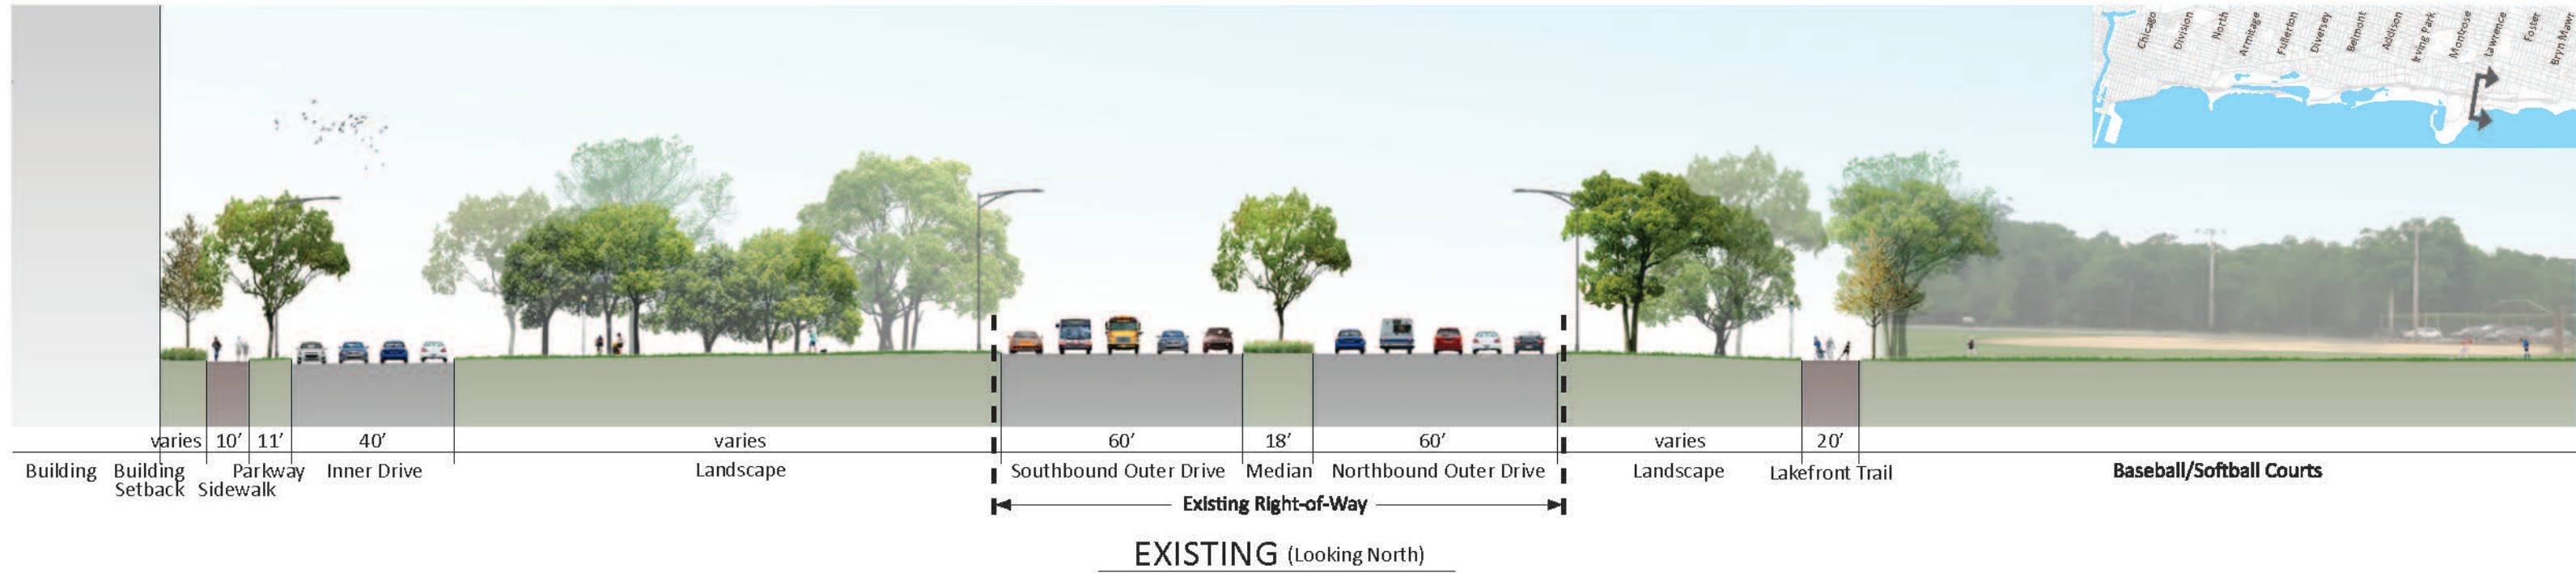 Chicago
Division
North
Armitage
Fullerton
Diversey
Belmont
Addison
Irving Park
Montrose
Lawrence
Foster
Bryn Mawr
varies 10’ 11’ 40’ varies 60’ 18’ 60’ varies 20’
Building Building Parkway Inner Drive Landscape Southbound Outer Drive Median Northbound Outer Drive Landscape Lakefront Trail Baseball/Softball Courts
Setback Sidewalk
Existing Right-of-Way
EXISTING (Looking North)